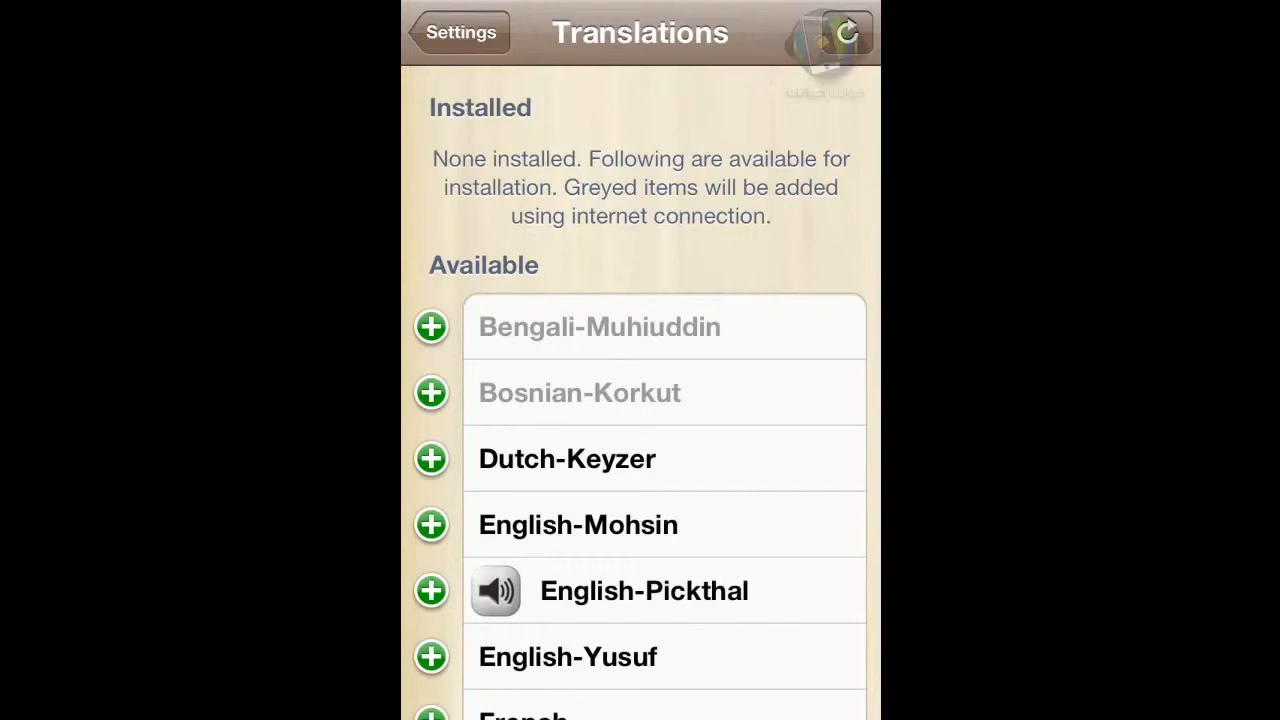 Settings
Translations
Installed
None installed. Following are available for
installation. Greyed items will be added
using internet connection.
Available
Bengali-Muhiuddin
Bosnian-Korkut
Dutch-Keyzer
English-Mohsin
English-Pickthal
English-Yusuf
French